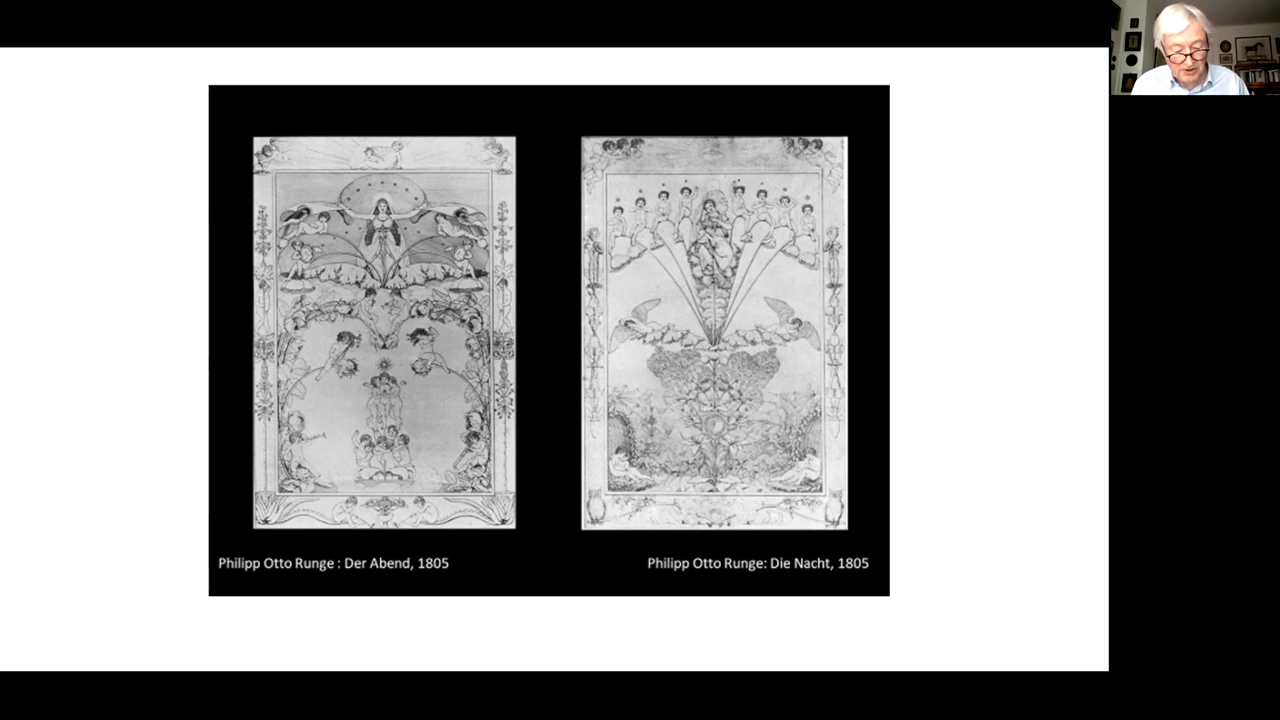 Philipp Otto Runge : Der Abend, 1805
Philipp Otto Runge: Die Nacht, 1805